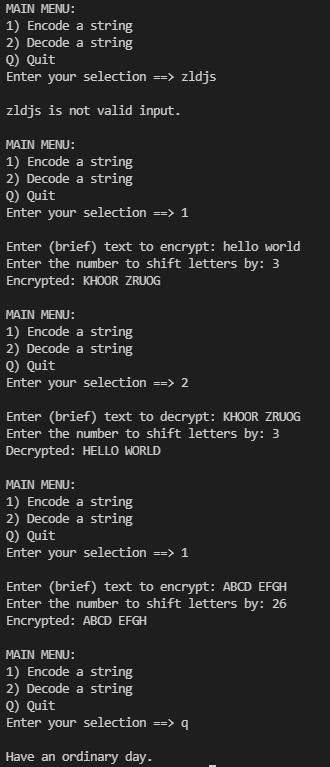 MAIN MENU:
1) Encode a string
2) Decode a string
Q) Quit
Enter your selection ==> zldjs

zldjs is not valid input.

MAIN MENU:
1) Encode a string
2) Decode a string
Q) Quit
Enter your selection ==> 1

Enter (brief) text to encrypt: hello world
Enter the number to shift letters by: 3
Encrypted: KHOOR ZRUOG

MAIN MENU:
1) Encode a string
2) Decode a string
Q) Quit
Enter your selection ==> 2

Enter (brief) text to decrypt: KHOOR ZRUOG
Enter the number to shift letters by: 3
Decrypted: HELLO WORLD

MAIN MENU:
1) Encode a string
2) Decode a string
Q) Quit
Enter your selection ==> 1

Enter (brief) text to encrypt: ABCD EFGH
Enter the number to shift letters by: 26
Encrypted: ABCD EFGH

MAIN MENU:
1) Encode a string
2) Decode a string
Q) Quit
Enter your selection ==> q

Have an ordinary day.